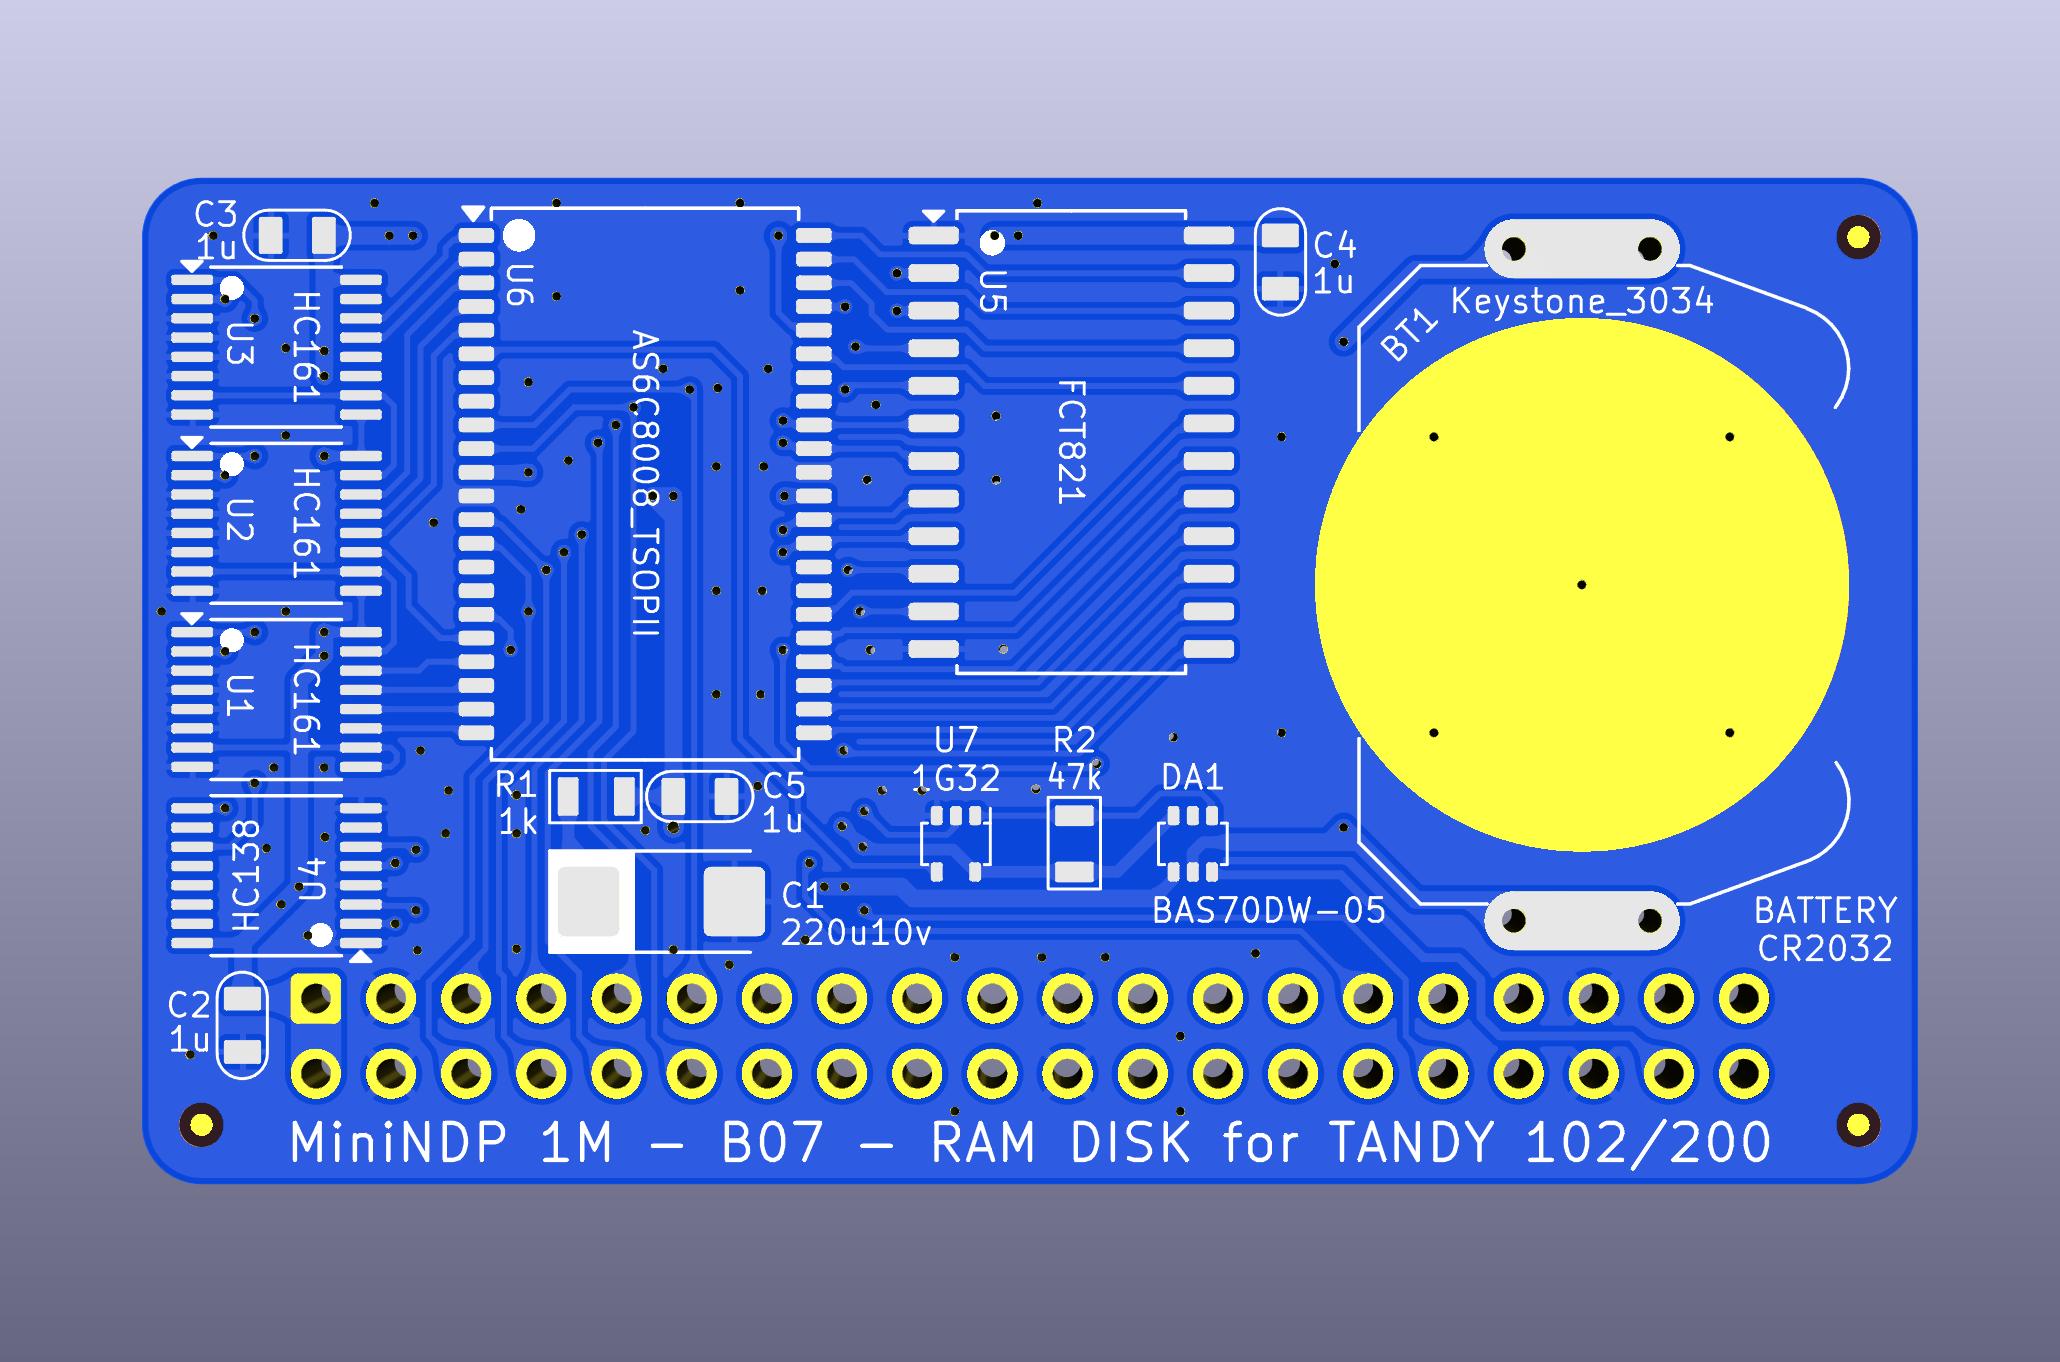 C3
1u
U6
U5
C4
1u
Keystone_3034
BT1
U3
HC161
AS6C8008_TSOPII
FCT821
U2
HC161
U1
HC161
U7
1G32
R2
47k
DA1
R1
1k
C5
1u
HC138
U4
C1
220u10v
BAS70DW-05
BATTERY
CR2032
C2
1u
MiniNDP 1M - B07 - RAM DISK for TANDY 102/200